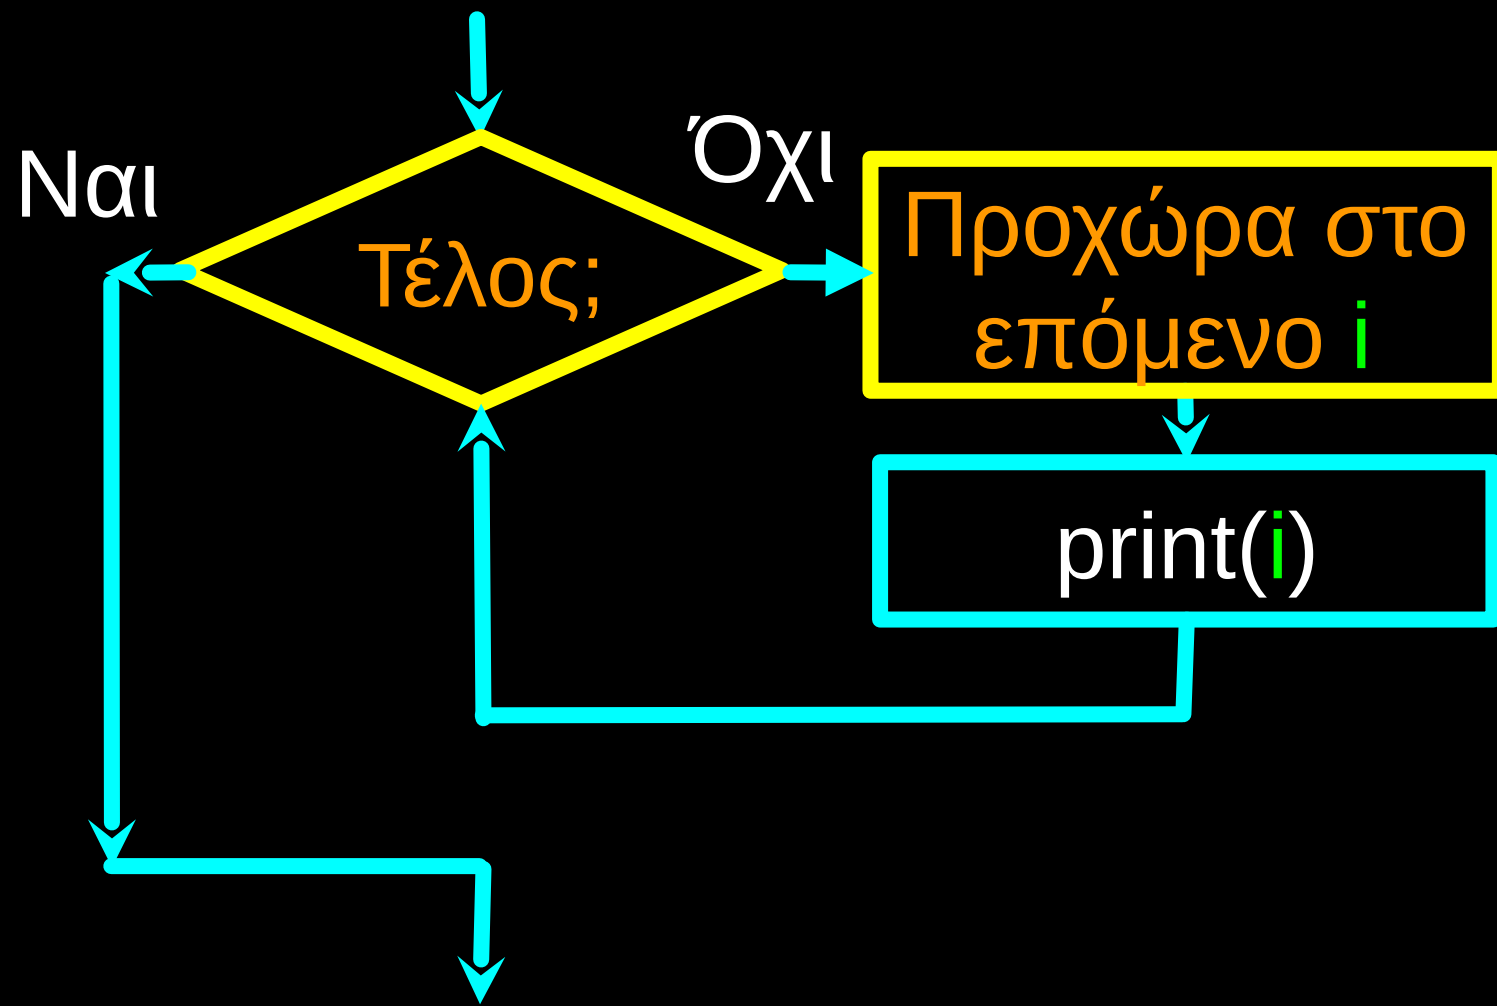 Ναι
Όχι
Τέλος;
Προχώρα στο
επόμενο i
print(i)